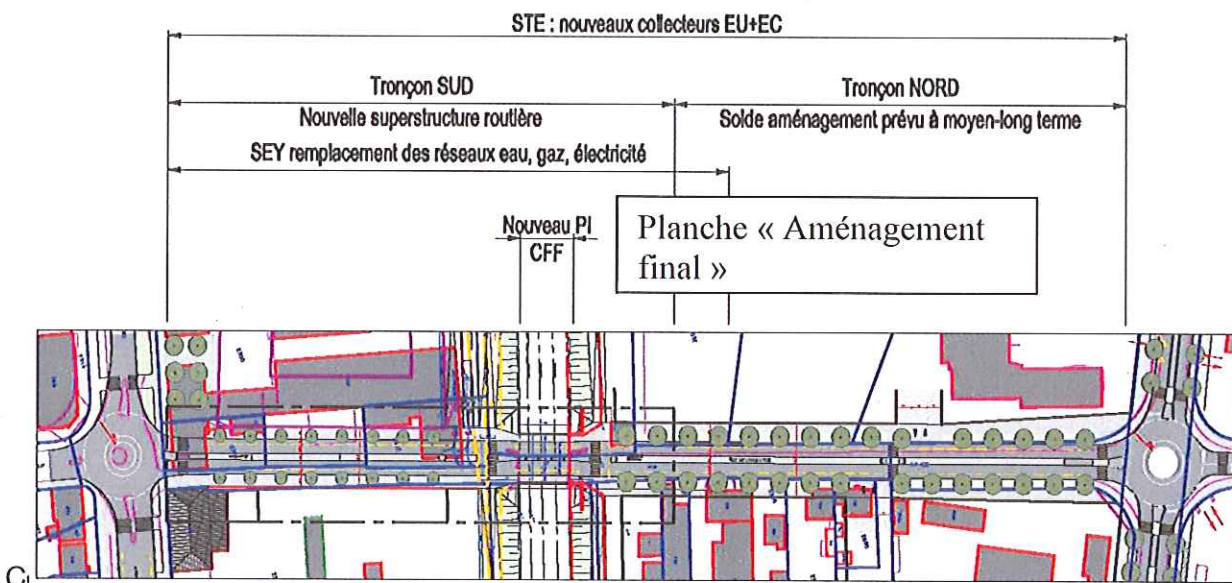 STE : nouveaux collecteurs EU+EC
Tronçon SUD
Tronçon NORD
Nouvelle superstructure routière
Solde aménagement prévu à moyen-long terme
SEY remplacement des réseaux eau, gaz, électricité
Nouveau PI
CFF
Planche « Aménagement
final »